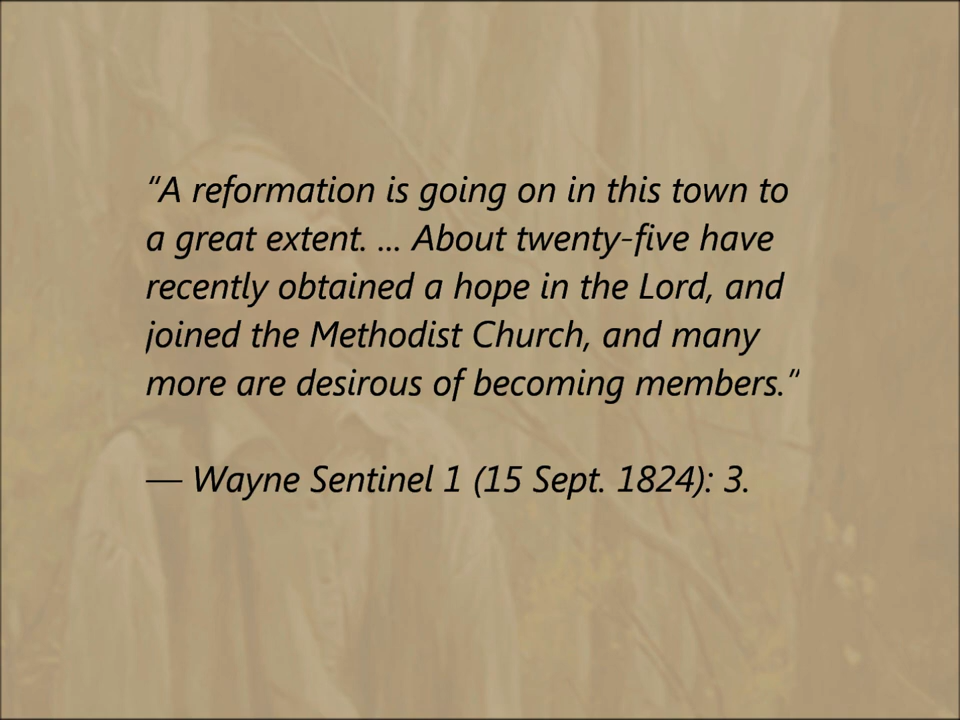 “A reformation is going on in this town to
a great extent. ... About twenty-five have
recently obtained a hope in the Lord, and
joined the Methodist Church, and many
more are desirous of becoming members.”
— Wayne Sentinel 1 (15 Sept. 1824): 3.